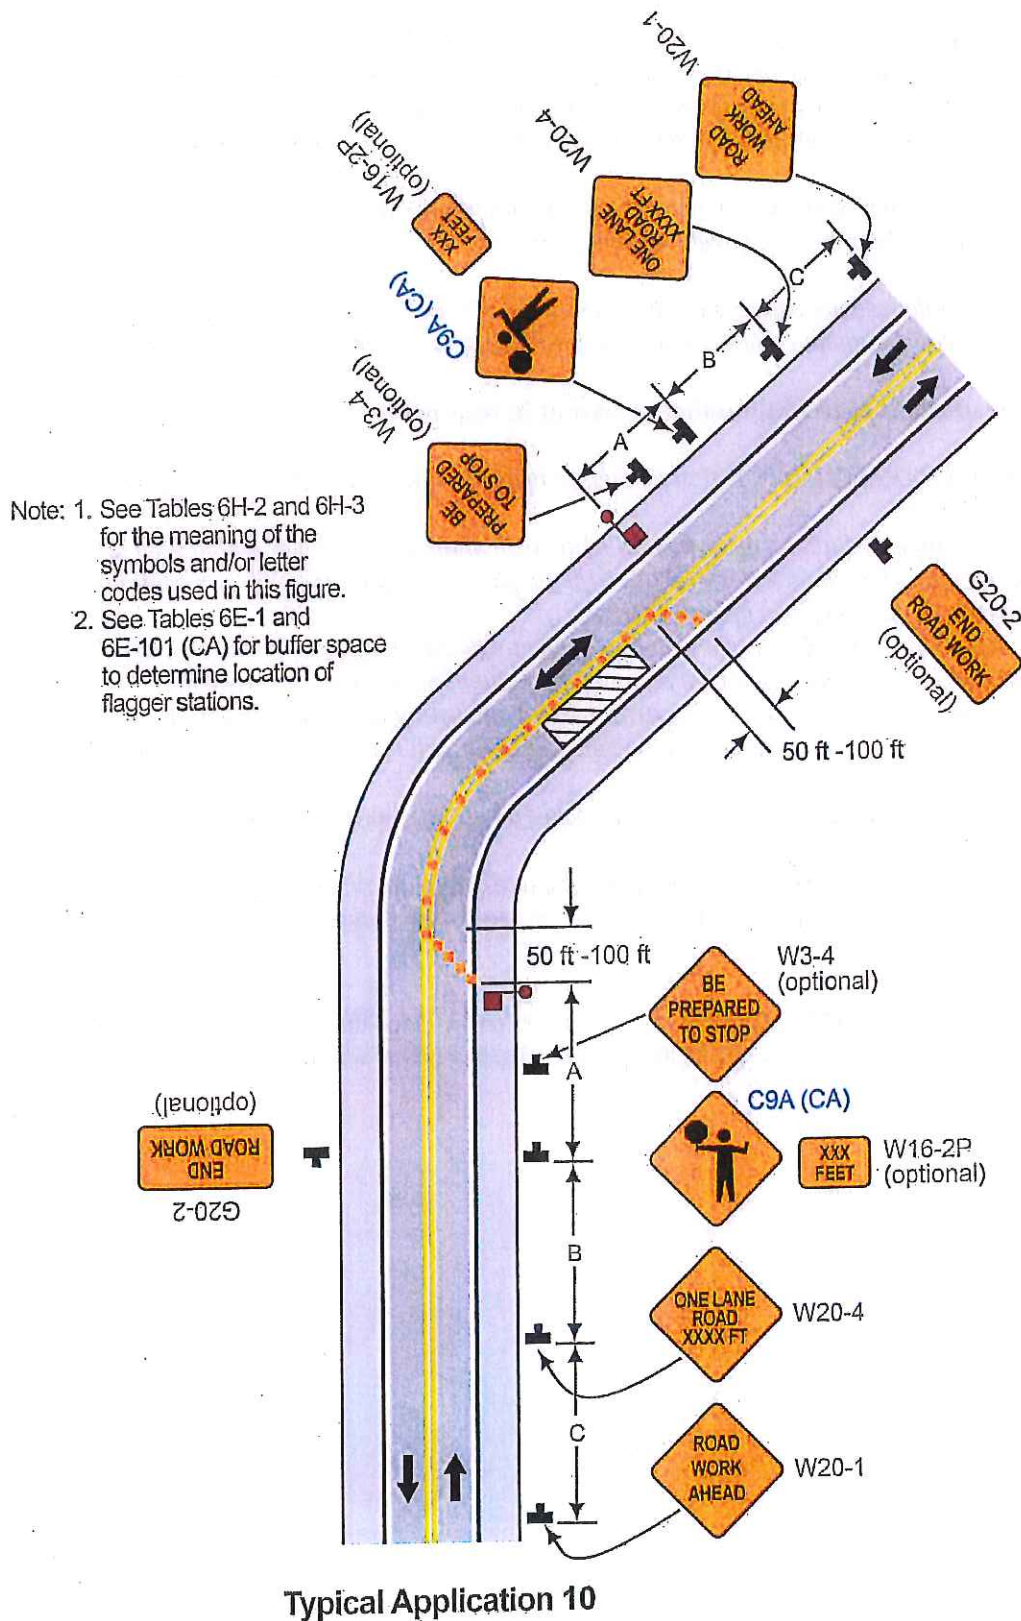 W20-1
ROAD
WORK
AHEAD
W20-4
ONE LANE
ROAD
XXXX FT
W16-2P
(optional)
XXX
FEET
C9A (CA)
W3-4
(optional)
BE
PREPARED
TO STOP
C
B
A
Note: 1. See Tables 6H-2 and 6H-3
for the meaning of the
symbols and/or letter
codes used in this figure.
2. See Tables 6E-1 and
6E-101 (CA) for buffer space
to determine location of
flagger stations.
G20-2
END
ROAD WORK
(optional)
50 ft -100 ft
50 ft -100 ft
W3-4
(optional)
BE
PREPARED
TO STOP
A
C9A (CA)
XXX
FEET
W16-2P
(optional)
G20-2
END
ROAD WORK
(optional)
B
ONE LANE
ROAD
XXXX FT
W20-4
C
ROAD
WORK
AHEAD
W20-1
Typical Application 10